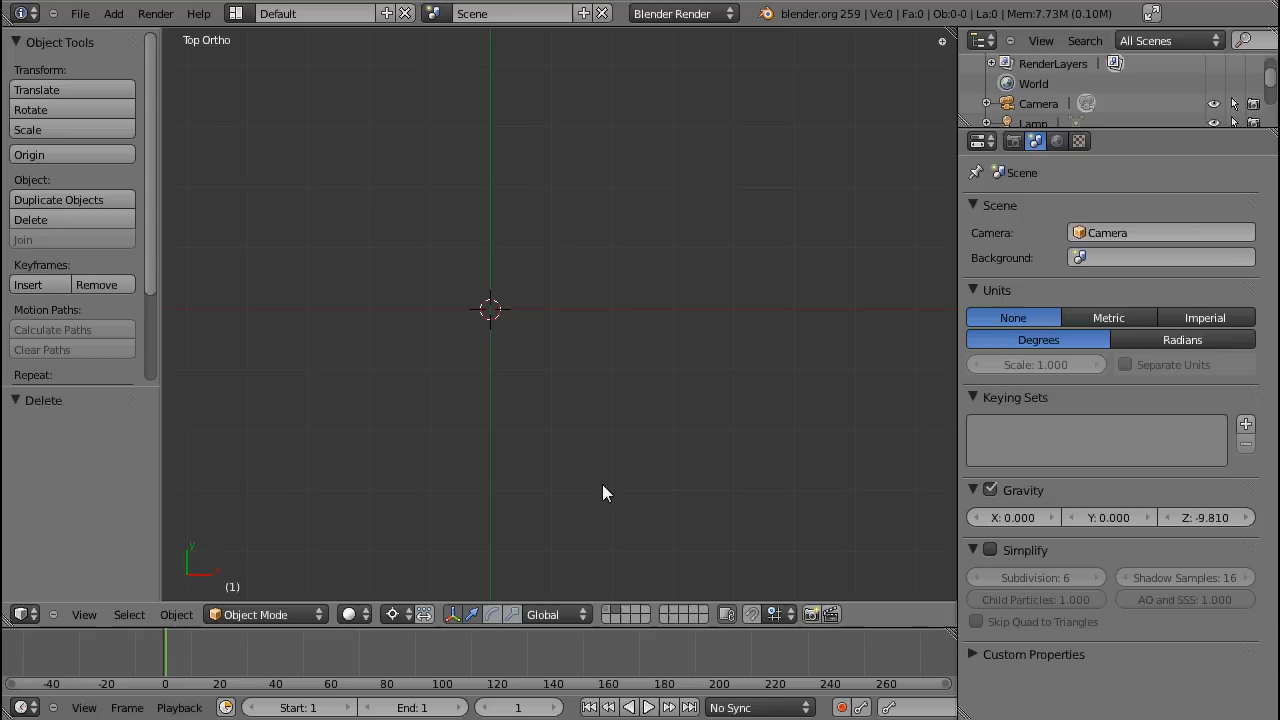 File Add Render Help Default Scene Blender Render blender.org 259 | Ve:0 | Fa:0 | Ob:0-0 | La:0 | Mem:7.73M (0.10M)
Object Tools
Transform:
Translate
Rotate
Scale
Origin
Object:
Duplicate Objects
Delete
Join
Keyframes:
Insert Remove
Motion Paths:
Calculate Paths
Clear Paths
Repeat:
Delete
Top Ortho
y
x
(1)
View Select Object Object Mode Global
-40 -20 0 20 40 60 80 100 120 140 160 180 200 220 240 260
View Frame Playback Start: 1 End: 1 1 No Sync
View Search All Scenes
RenderLayers |
World
Camera |
Lamp |
Scene
Scene
Camera: Camera
Background:
Units
None Metric Imperial
Degrees Radians
Scale: 1.000 Separate Units
Keying Sets
Gravity
X: 0.000 Y: 0.000 Z: -9.810
Simplify
Subdivision: 6 Shadow Samples: 16
Child Particles: 1.000 AO and SSS: 1.000
Skip Quad to Triangles
Custom Properties